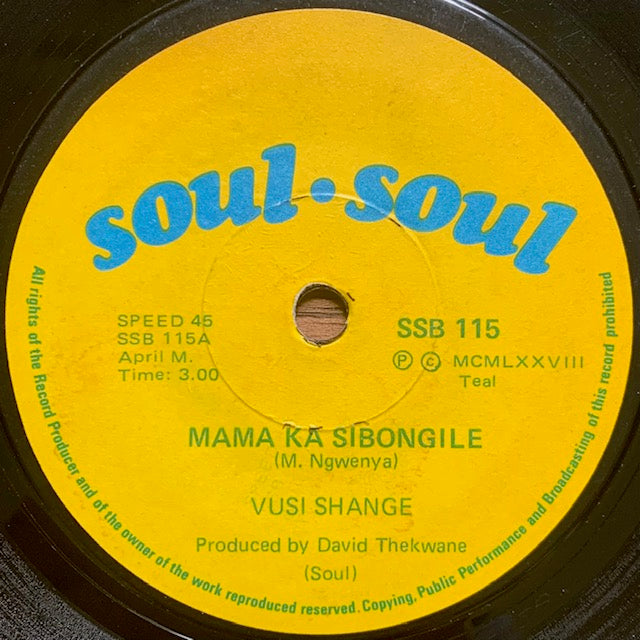 soul·soul
SPEED 45
SSB 115A
April M.
Time: 3.00
SSB 115
Ⓟ © MCMLXXVIII
Teal
MAMA KA SIBONGILE
(M. Ngwenya)
VUSI SHANGE
Produced by David Thekwane
(Soul)
All rights of the Record Producer and of the owner of the work reproduced reserved. Copying, Public Performance and Broadcasting of this record prohibited